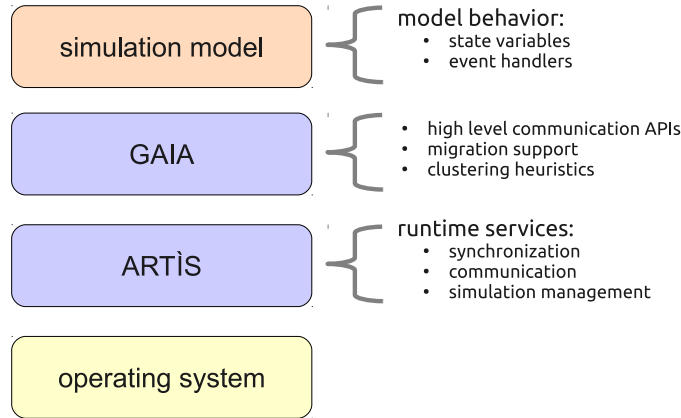 simulation model
model behavior:
• state variables
• event handlers
GAIA
• high level communication APIs
• migration support
• clustering heuristics
ARTÌS
runtime services:
• synchronization
• communication
• simulation management
operating system